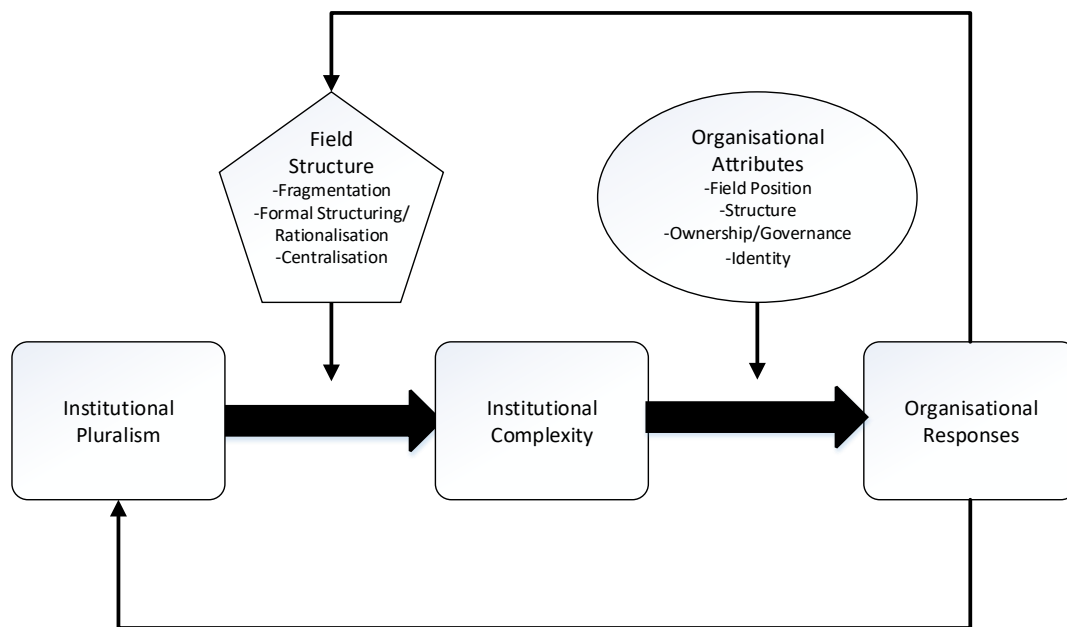 Field
Structure
-Fragmentation
-Formal Structuring/
Rationalisation
-Centralisation
Organisational
Attributes
-Field Position
-Structure
-Ownership/Governance
-Identity
Institutional
Pluralism
Institutional
Complexity
Organisational
Responses